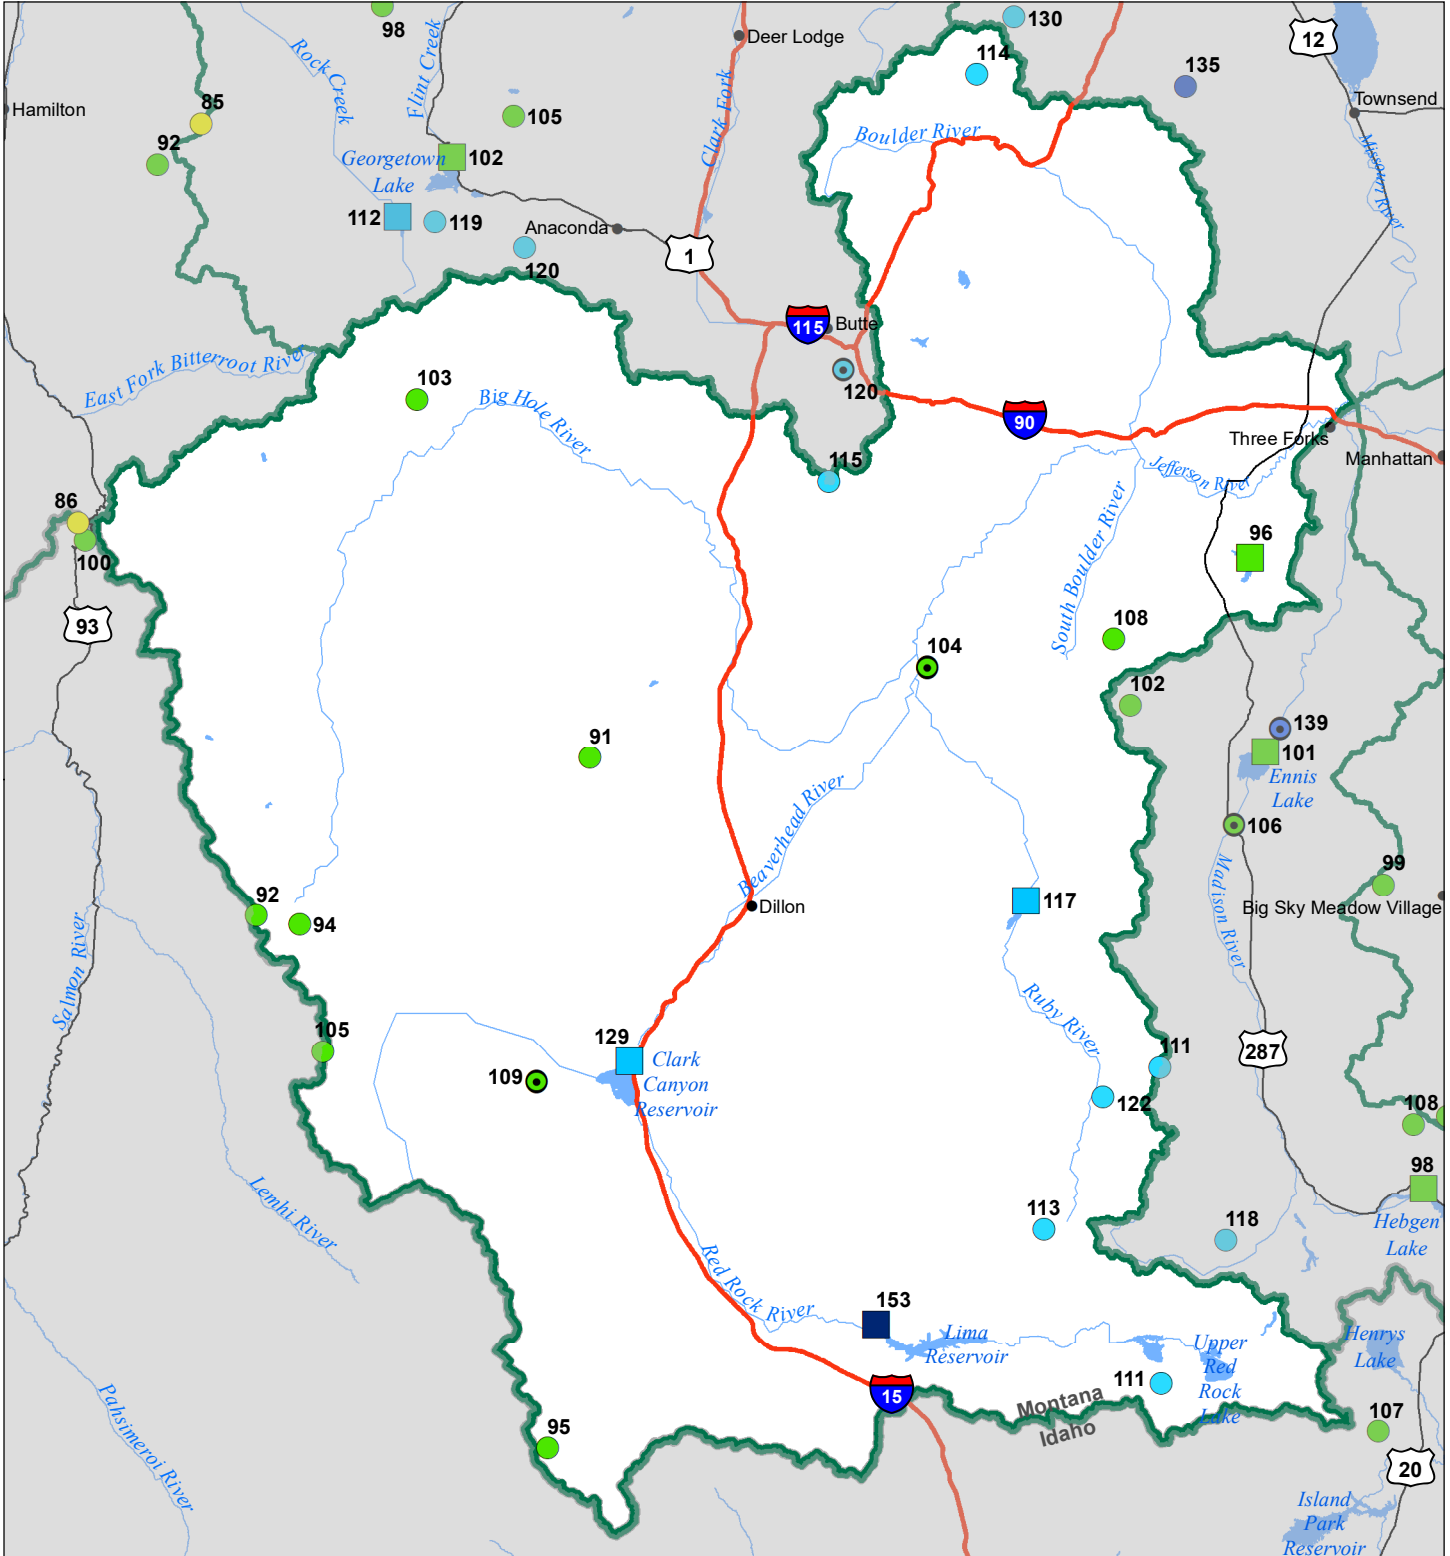 98
Deer Lodge
130
12
114
135
Rock Creek
Flint Creek
Clark Fork
Hamilton
85
105
Townsend
92
Boulder River
Georgetown
Lake
102
Missouri River
112
119
Anaconda
120
1
115
Butte
East Fork Bitterroot River
103
Big Hole River
120
90
Three Forks
Manhattan
115
Jefferson River
86
100
South Boulder River
96
93
108
104
102
139
101
Ennis
Lake
91
Beaverhead River
106
Madison River
99
92
94
Dillon
117
Big Sky Meadow Village
Salmon River
Ruby River
105
129
Clark
Canyon
Reservoir
109
111
287
122
108
98
Lemhi River
113
118
Hebgen
Lake
Red Rock River
153
Lima
Reservoir
Upper
Red
Rock
Lake
Henrys
Lake
111
15
Montana
Idaho
Pahsimeroi River
95
107
20
Island
Park
Reservoir